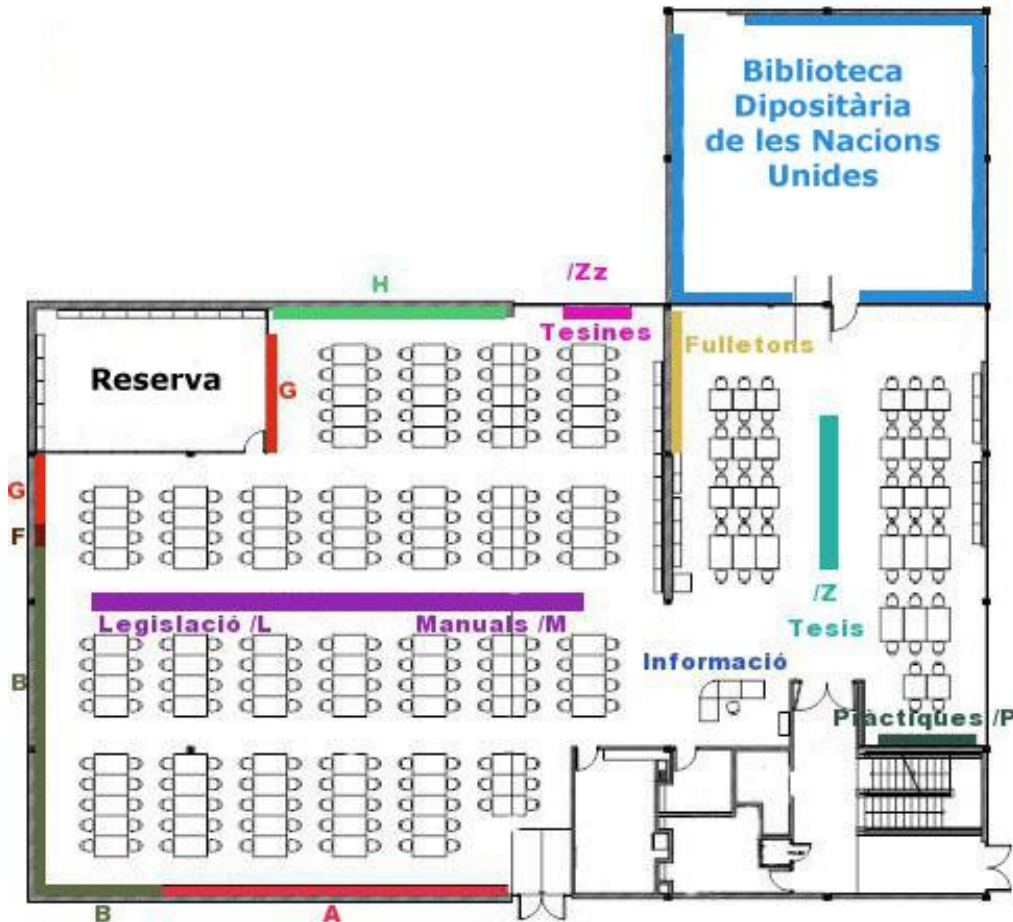 Biblioteca
Dipositària
de les Nacions
Unides
/Zz
H
Tesines
Fulletons
Reserva
G
G
F
/Z
Legislació /L
Manuals /M
Tesis
Informació
B
Pràctiques /P
B
A